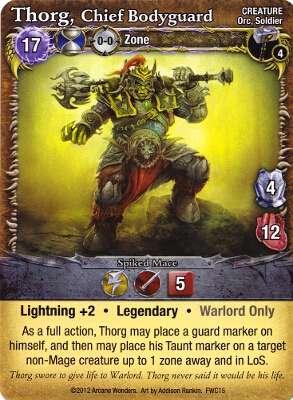 Thorg, Chief Bodyguard
CREATURE
Orc, Soldier
17
0-0
Zone
4
4
12
Spiked Mace
5
Lightning +2 • Legendary • Warlord Only
As a full action, Thorg may place a guard marker on
himself, and then may place his Taunt marker on a target
non-Mage creature up to 1 zone away and in LoS.
Thorg swore to give life to Warlord. Thorg never said it would be his life.
©2012 Arcane Wonders. Art by Addison Rankin. FWC15